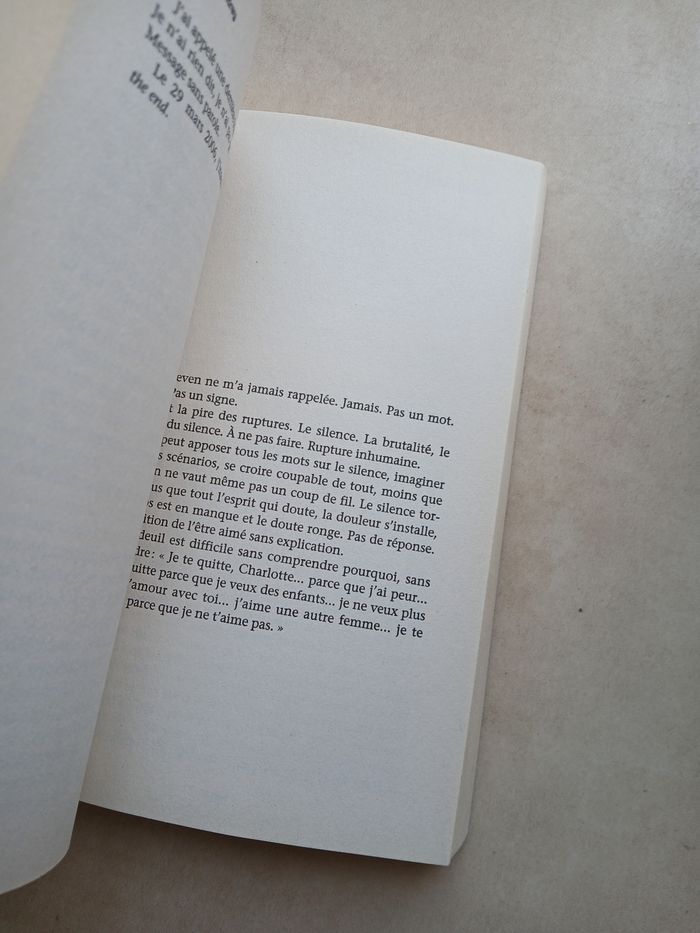 J'ai appelé une
Je n'ai rien dit, je n'ai
Message sans parole.
Le 29 mars 2006,
the end.
even ne m'a jamais rappelée. Jamais. Pas un mot.
Pas un signe.
t la pire des ruptures. Le silence. La brutalité, le
du silence. À ne pas faire. Rupture inhumaine.
peut apposer tous les mots sur le silence, imaginer
s scénarios, se croire coupable de tout, moins que
n ne vaut même pas un coup de fil. Le silence tor-
us que tout l'esprit qui doute, la douleur s'installe,
ps est en manque et le doute ronge. Pas de réponse.
ition de l'être aimé sans explication.
deuil est difficile sans comprendre pourquoi, sans
dre : « Je te quitte, Charlotte... parce que j'ai peur...
uitte parce que je veux des enfants... je ne veux plus
'amour avec toi... j'aime une autre femme... je te
parce que je ne t'aime pas. »